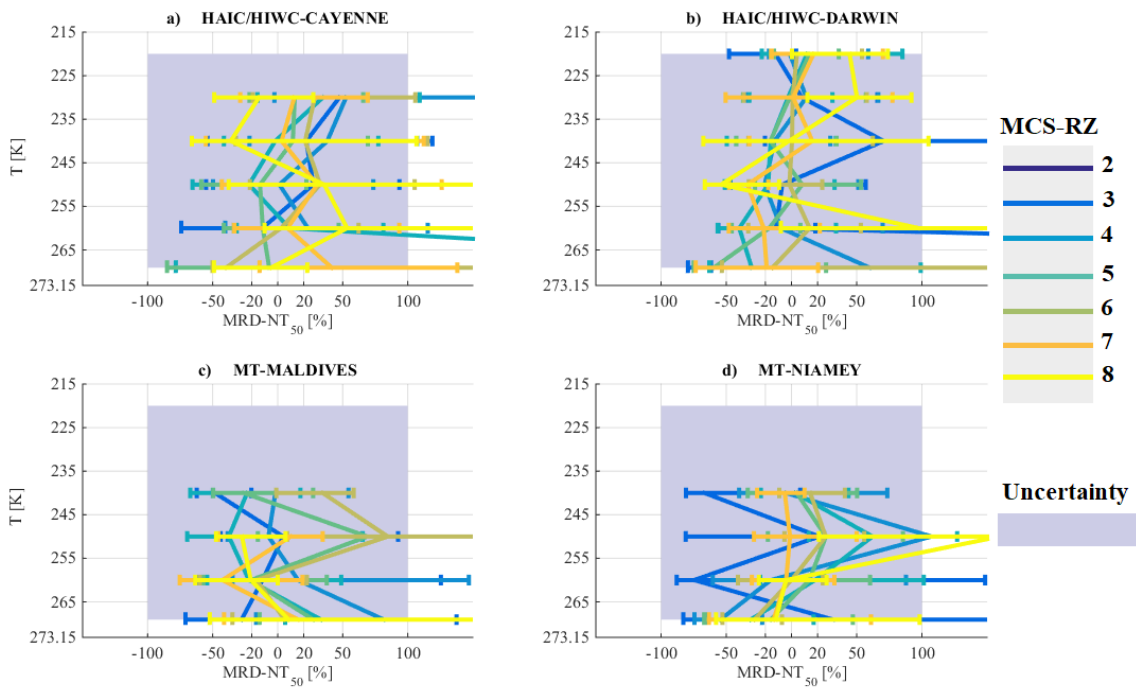 a) HAIC/HIWC-CAYENNE
215
225
235
245
255
265
273.15
T [K]
-100 -50 -20 0 20 50 100
MRD-NT50 [%]
b) HAIC/HIWC-DARWIN
215
225
235
245
255
265
273.15
-100 -50 -20 0 20 50 100
MRD-NT50 [%]
MCS-RZ
2
3
4
5
6
7
8
Uncertainty
c) MT-MALDIVES
215
225
235
245
255
265
273.15
T [K]
-100 -50 -20 0 20 50 100
MRD-NT50 [%]
d) MT-NIAMEY
215
225
235
245
255
265
273.15
-100 -50 -20 0 20 50 100
MRD-NT50 [%]